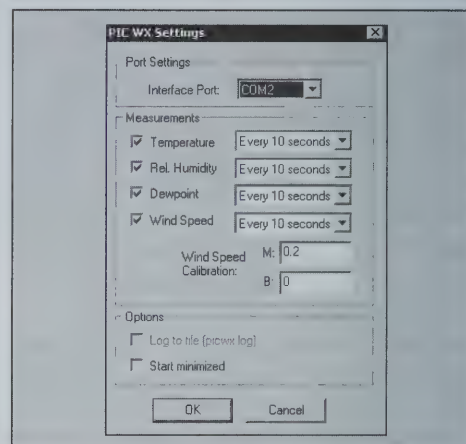 PIC WX Settings
Port Settings
Interface Port: COM2
Measurements
Temperature Every 10 seconds
Rel. Humidity Every 10 seconds
Dewpoint Every 10 seconds
Wind Speed Every 10 seconds
Wind Speed Calibration: M: 0.2
B: 0
Options
Log to file (picwx.log)
Start minimized
OK Cancel